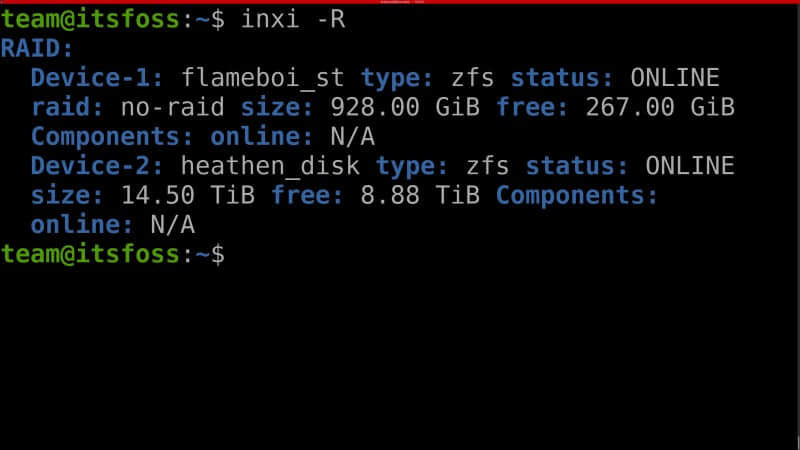 team@itsfoss:~$ inxi -R
RAID:
  Device-1: flameboi_st type: zfs status: ONLINE
  raid: no-raid size: 928.00 GiB free: 267.00 GiB
  Components: online: N/A
  Device-2: heathen_disk type: zfs status: ONLINE
  size: 14.50 TiB free: 8.88 TiB Components:
  online: N/A
team@itsfoss:~$